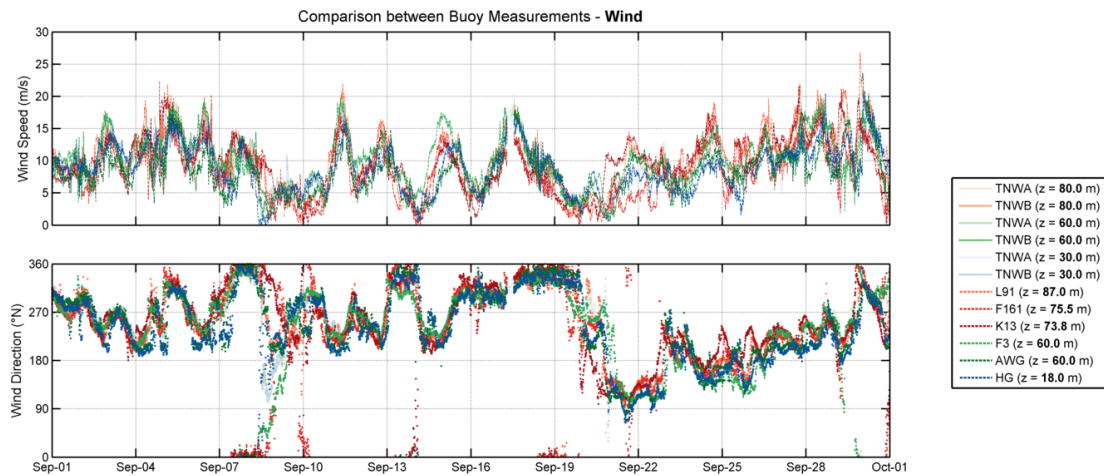 Comparison between Buoy Measurements - Wind
Wind Speed (m/s)
30
25
20
15
10
5
0
Wind Direction (°N)
360
270
180
90
0
Sep-01 Sep-04 Sep-07 Sep-10 Sep-13 Sep-16 Sep-19 Sep-22 Sep-25 Sep-28 Oct-01
TNWA (z = 80.0 m)
TNWB (z = 80.0 m)
TNWA (z = 60.0 m)
TNWB (z = 60.0 m)
TNWA (z = 30.0 m)
TNWB (z = 30.0 m)
L91 (z = 87.0 m)
F161 (z = 75.5 m)
K13 (z = 73.8 m)
F3 (z = 60.0 m)
AWG (z = 60.0 m)
HG (z = 18.0 m)